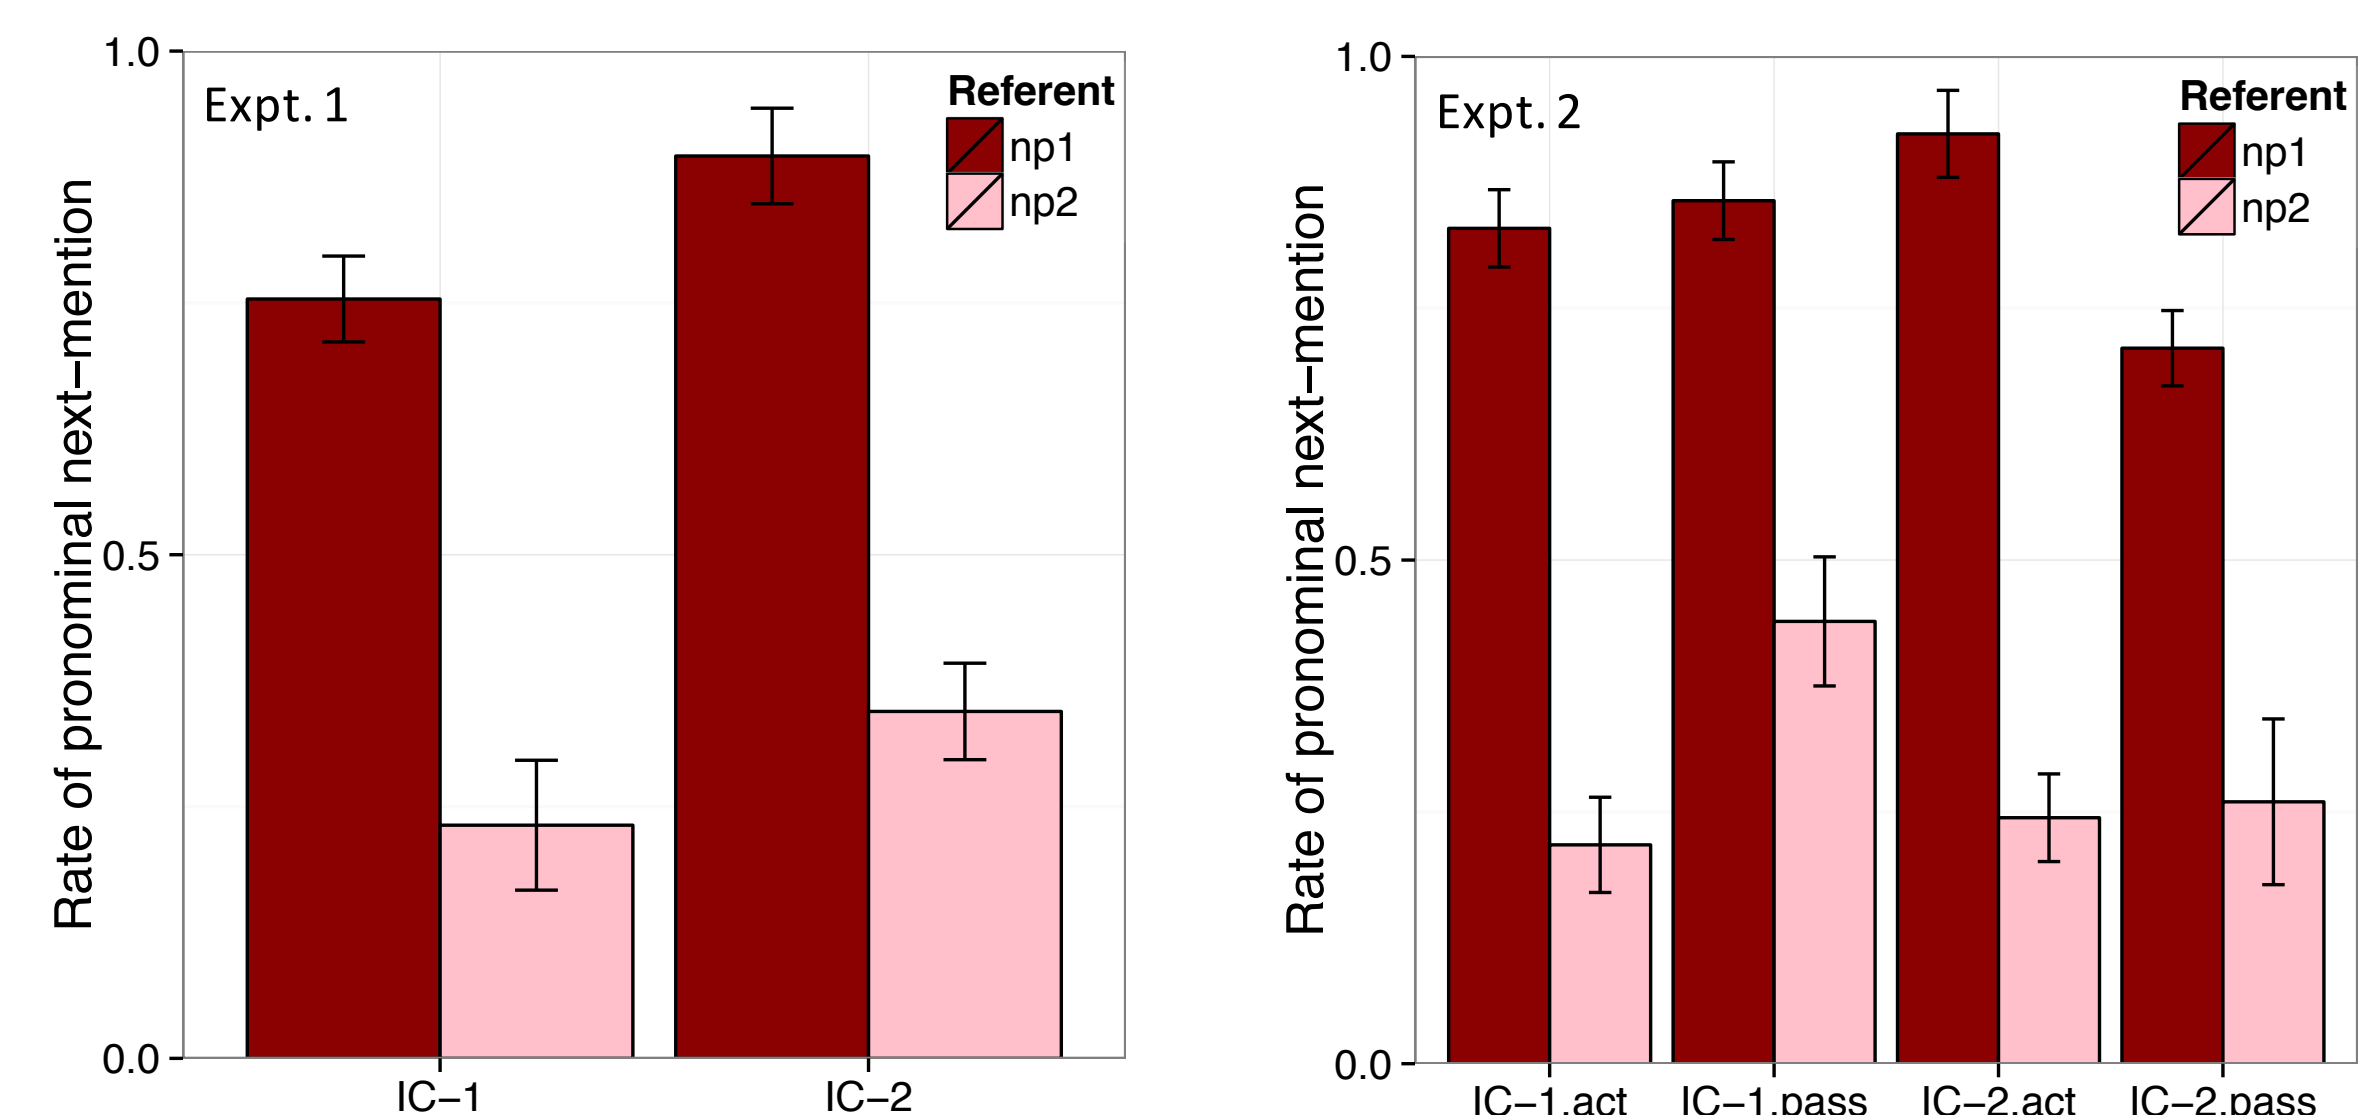 Rate of pronominal next−mention
1.0
0.5
0.0
Expt. 1
Referent
np1
np2
IC−1
IC−2
Rate of pronominal next−mention
1.0
0.5
0.0
Expt. 2
Referent
np1
np2
IC−1.act
IC−1.pass
IC−2.act
IC−2.pass